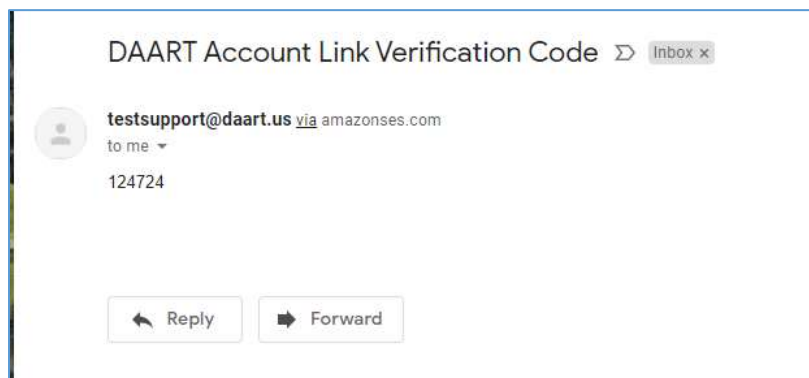 DAART Account Link Verification Code Inbox x
testsupport@daart.us via amazonses.com
to me
124724
Reply Forward